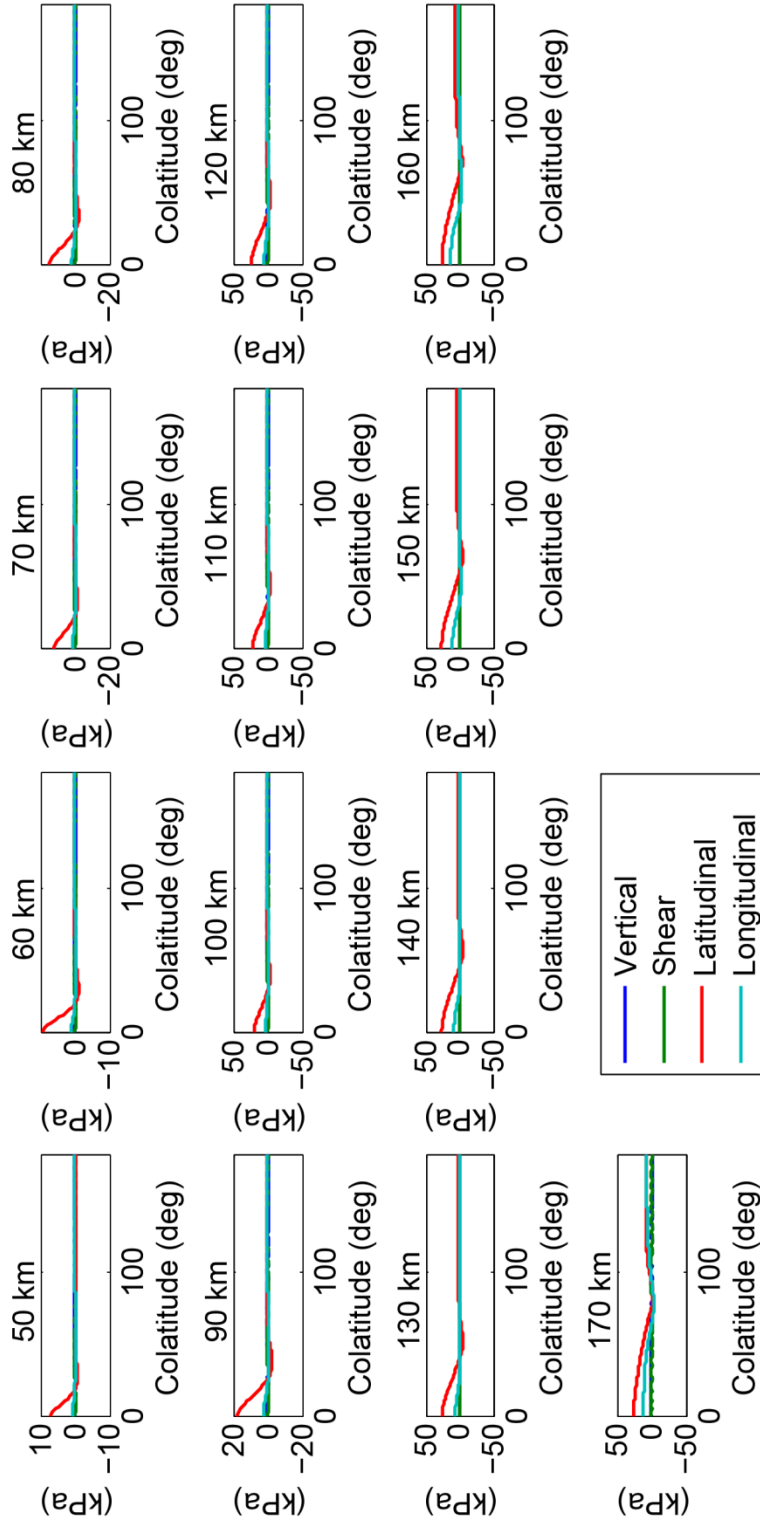 50 km
10
0
−10
(kPa)
0
100
Colatitude (deg)
60 km
0
−10
(kPa)
0
100
Colatitude (deg)
70 km
0
−20
(kPa)
0
100
Colatitude (deg)
80 km
0
−20
(kPa)
0
100
Colatitude (deg)
90 km
20
0
−20
(kPa)
0
100
Colatitude (deg)
100 km
50
0
−50
(kPa)
0
100
Colatitude (deg)
110 km
50
0
−50
(kPa)
0
100
Colatitude (deg)
120 km
50
0
−50
(kPa)
0
100
Colatitude (deg)
130 km
50
0
−50
(kPa)
0
100
Colatitude (deg)
140 km
50
0
−50
(kPa)
0
100
Colatitude (deg)
150 km
50
0
−50
(kPa)
0
100
Colatitude (deg)
160 km
50
0
−50
(kPa)
0
100
Colatitude (deg)
170 km
50
0
−50
(kPa)
0
100
Colatitude (deg)
Vertical
Shear
Latitudinal
Longitudinal